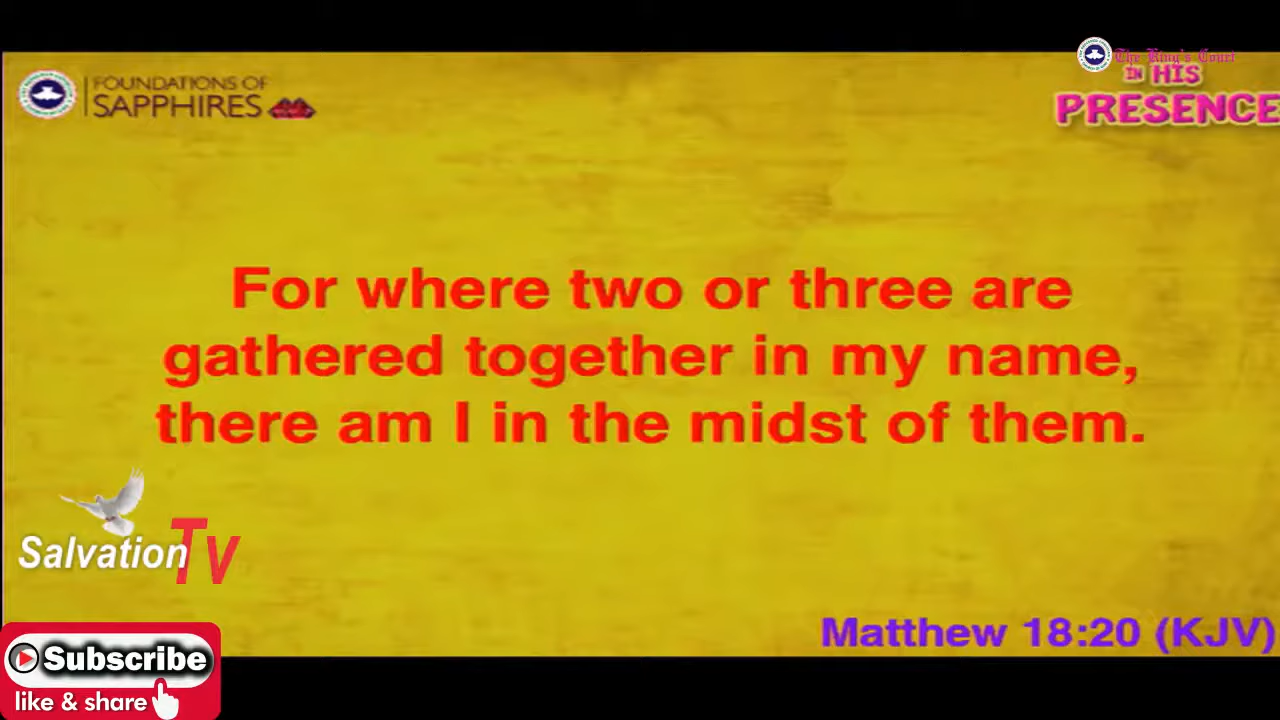 FOUNDATIONS OF
SAPPHIRES
The King's Court
IN HIS
PRESENCE
For where two or three are
gathered together in my name,
there am I in the midst of them.
Salvation TV
Matthew 18:20 (KJV)
Subscribe
like & share